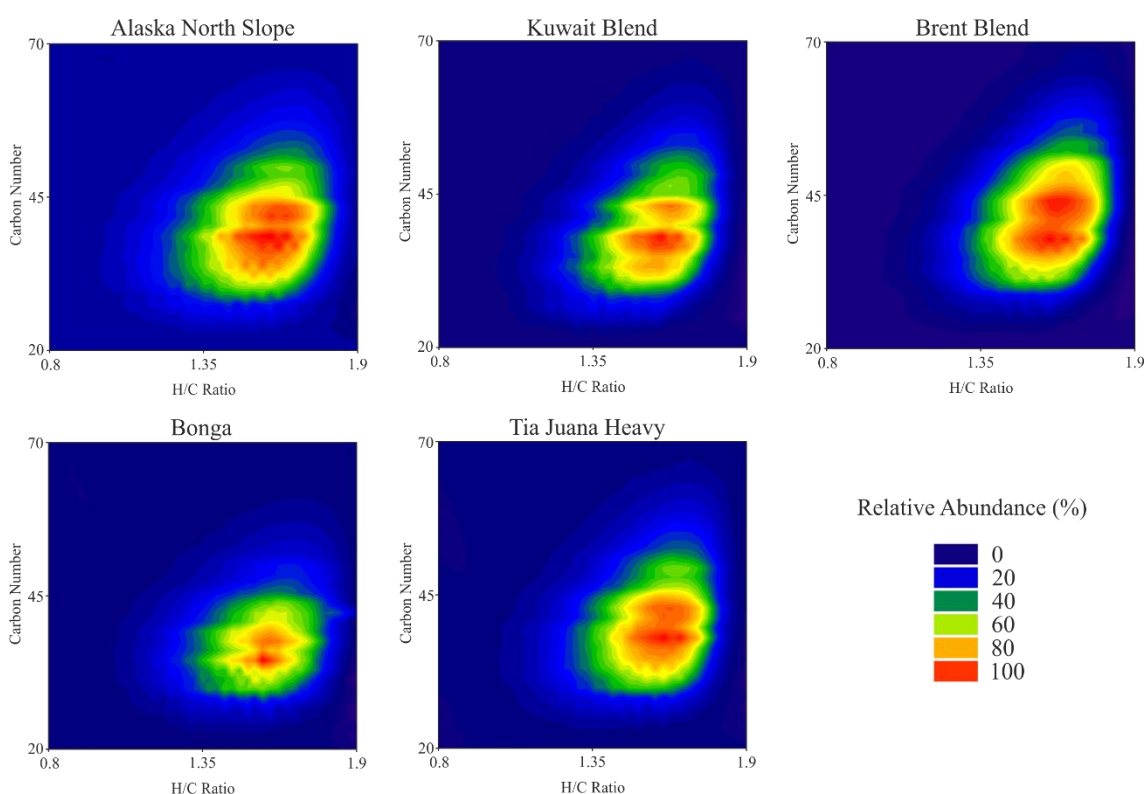 Alaska North Slope
Kuwait Blend
Brent Blend
70
Carbon Number
45
20
0.8
1.35
1.9
H/C Ratio
70
Carbon Number
45
20
0.8
1.35
1.9
H/C Ratio
70
Carbon Number
45
20
0.8
1.35
1.9
H/C Ratio
Bonga
Tia Juana Heavy
70
Carbon Number
45
20
0.8
1.35
1.9
H/C Ratio
70
Carbon Number
45
20
0.8
1.35
1.9
H/C Ratio
Relative Abundance (%)
0
20
40
60
80
100